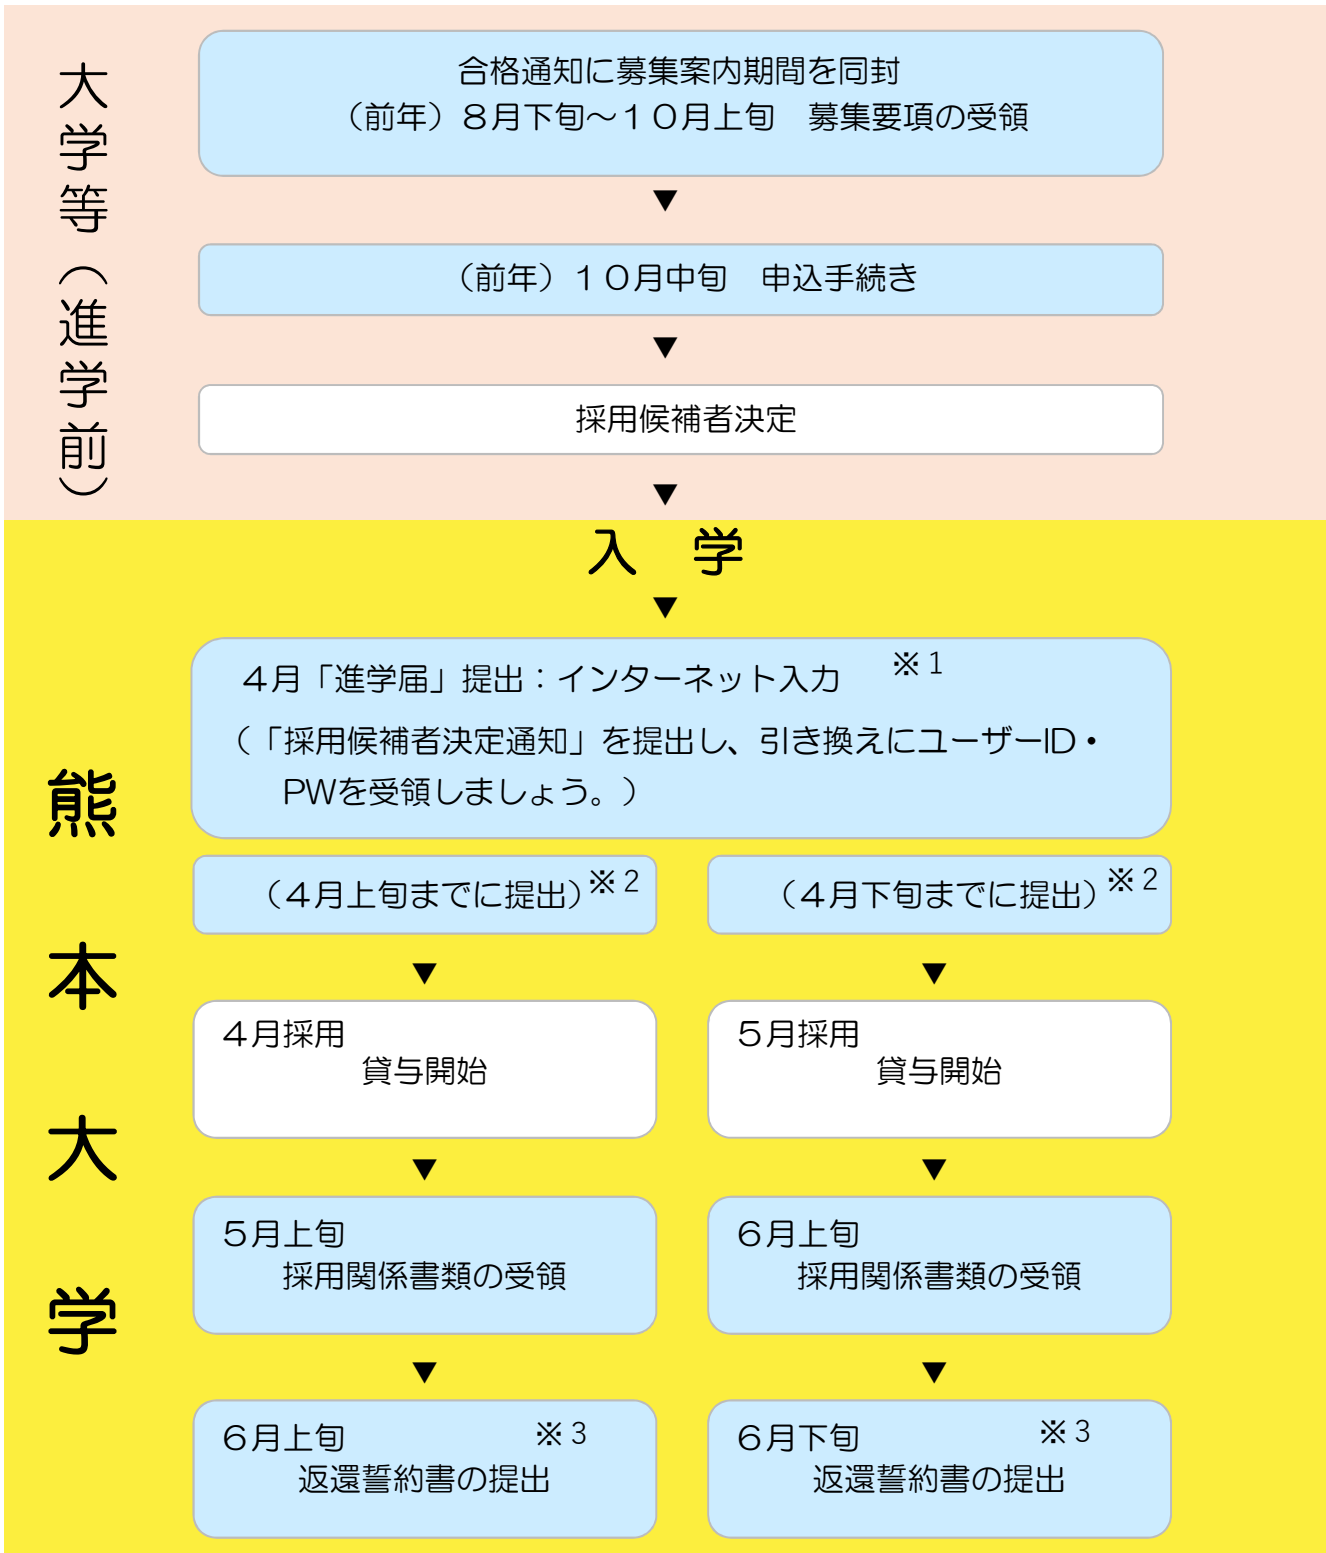 大学等（進学前）
合格通知に募集案内期間を同封
（前年）８月下旬～１０月上旬　募集要項の受領
▼
（前年）１０月中旬　申込手続き
▼
採用候補者決定
▼
入　学
▼
熊本大学
４月「進学届」提出：インターネット入力　※１
（「採用候補者決定通知」を提出し、引き換えにユーザーID・
PWを受領しましょう。）
（４月上旬までに提出）※２
▼
４月採用
貸与開始
▼
５月上旬
採用関係書類の受領
▼
６月上旬　※３
返還誓約書の提出
（４月下旬までに提出）※２
▼
５月採用
貸与開始
▼
６月上旬
採用関係書類の受領
▼
６月下旬　※３
返還誓約書の提出